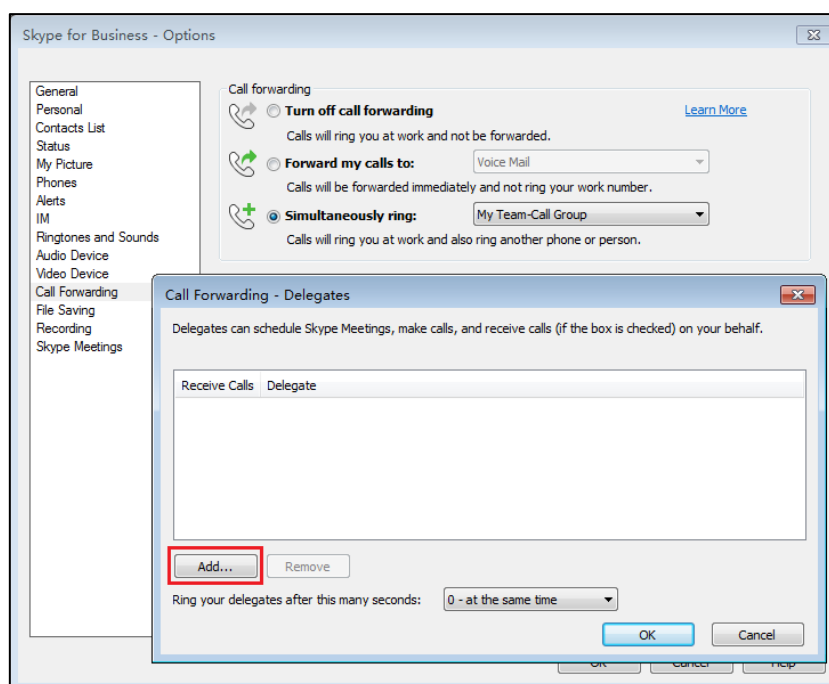 Skype for Business - Options
General
Personal
Contacts List
Status
My Picture
Phones
Alerts
IM
Ringtones and Sounds
Audio Device
Video Device
Call Forwarding
File Saving
Recording
Skype Meetings
Call forwarding
Turn off call forwarding
Learn More
Calls will ring you at work and not be forwarded.
Forward my calls to:
Voice Mail
Calls will be forwarded immediately and not ring your work number.
Simultaneously ring:
My Team-Call Group
Calls will ring you at work and also ring another phone or person.
Call Forwarding - Delegates
Delegates can schedule Skype Meetings, make calls, and receive calls (if the box is checked) on your behalf.
Receive Calls Delegate
Add... Remove
Ring your delegates after this many seconds: 0 - at the same time
OK Cancel
OK Cancel Help